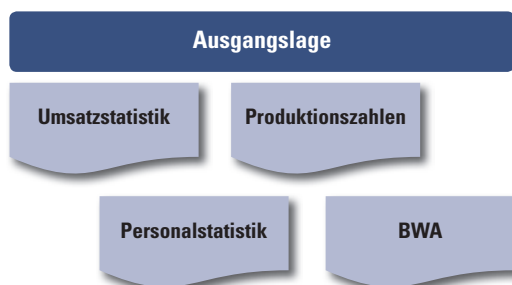 Ausgangslage
Umsatzstatistik
Produktionszahlen
Personalstatistik
BWA